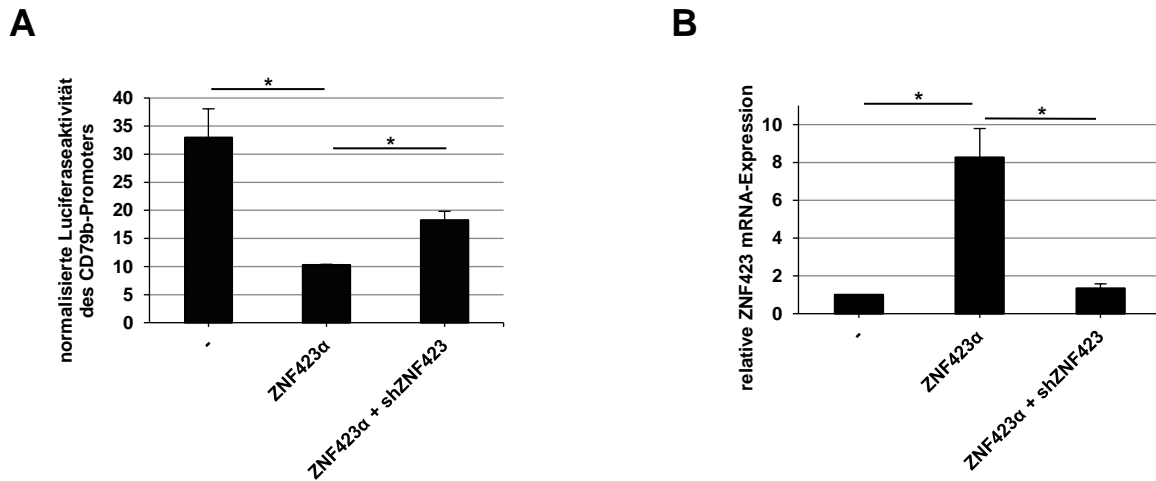 A
normalisierte Luciferaseaktivität
des CD79b-Promoters
40
35
30
25
20
15
10
5
0
*
*
-
ZNF423α
ZNF423α + shZNF423
B
relative ZNF423 mRNA-Expression
10
8
6
4
2
0
*
*
-
ZNF423α
ZNF423α + shZNF423